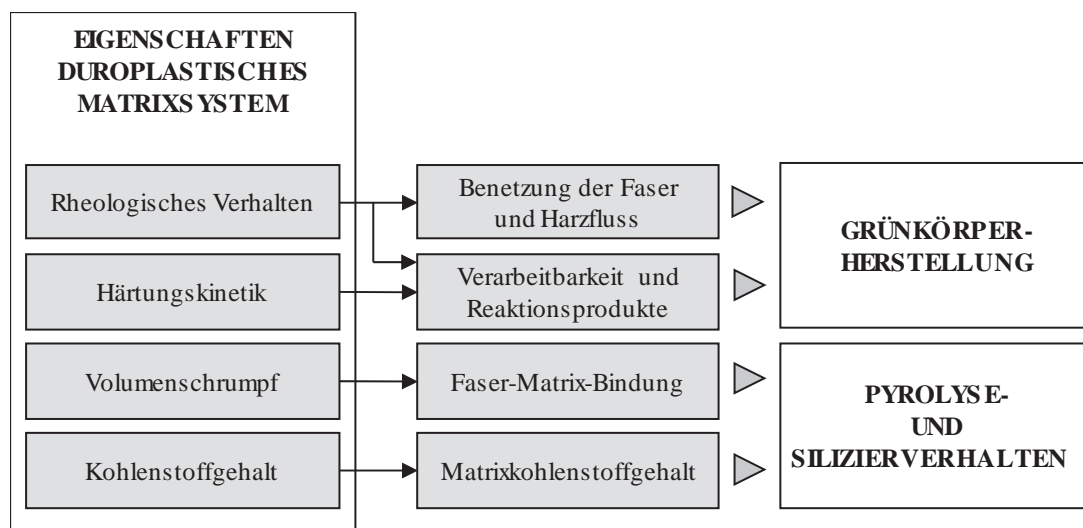 EIGENSCHAFTEN
DUROPLASTISCHES
MATRIXSYSTEM
Rheologisches Verhalten
Härtungskinetik
Volumenschrumpf
Kohlenstoffgehalt
Benetzung der Faser
und Harzfluss
Verarbeitbarkeit und
Reaktionsprodukte
Faser-Matrix-Bindung
Matrixkohlenstoffgehalt
GRÜNKÖRPER-
HERSTELLUNG
PYROLYSE-
UND
SILIZIERVERHALTEN